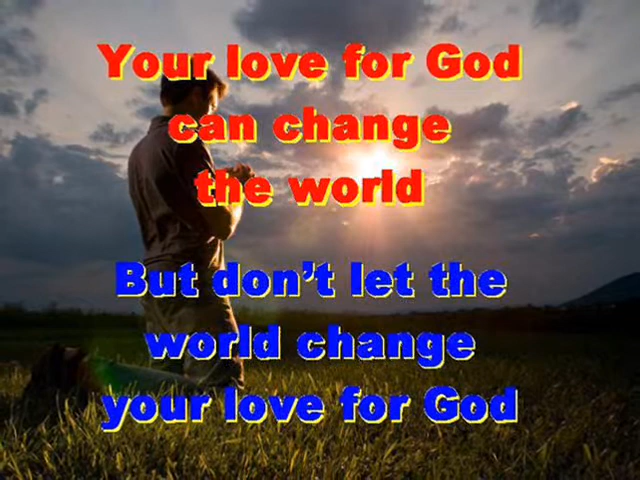 Your love for God
can change
the world
But don't let the
world change
your love for God